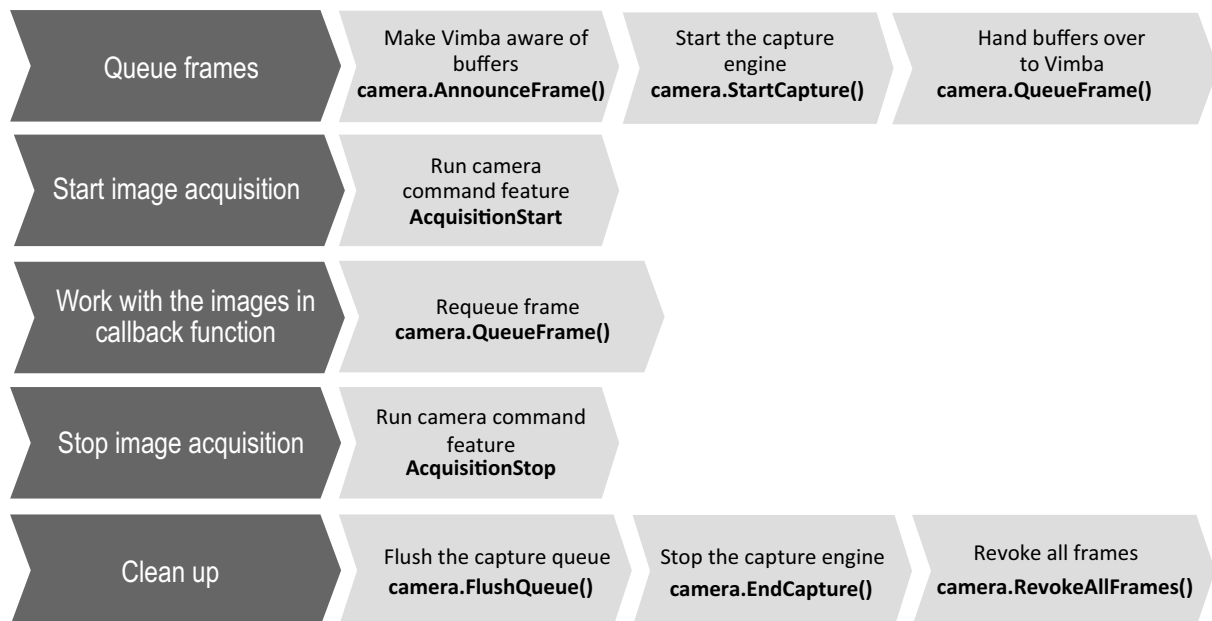 Queue frames
Make Vimba aware of
buffers
camera.AnnounceFrame()
Start the capture
engine
camera.StartCapture()
Hand buffers over
to Vimba
camera.QueueFrame()
Start image acquisition
Run camera
command feature
AcquisitionStart
Work with the images in
callback function
Requeue frame
camera.QueueFrame()
Stop image acquisition
Run camera command
feature
AcquisitionStop
Clean up
Flush the capture queue
camera.FlushQueue()
Stop the capture engine
camera.EndCapture()
Revoke all frames
camera.RevokeAllFrames()